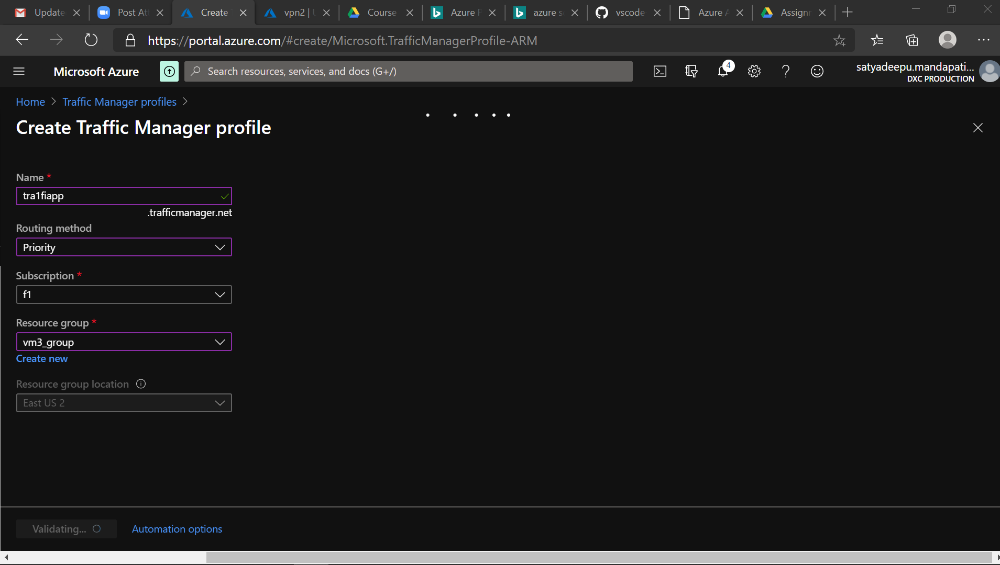 Update
Post Att
Create
vpn2 | U
Course
Azure P
azure s
vscode-
Azure A
Assignm
https://portal.azure.com/#create/Microsoft.TrafficManagerProfile-ARM
Microsoft Azure
Search resources, services, and docs (G+/)
4
satyadeepu.mandapati...
DXC PRODUCTION
Home > Traffic Manager profiles >
Create Traffic Manager profile
Name *
tra1fiapp
.trafficmanager.net
Routing method
Priority
Subscription *
f1
Resource group *
vm3_group
Create new
Resource group location
East US 2
Validating...
Automation options